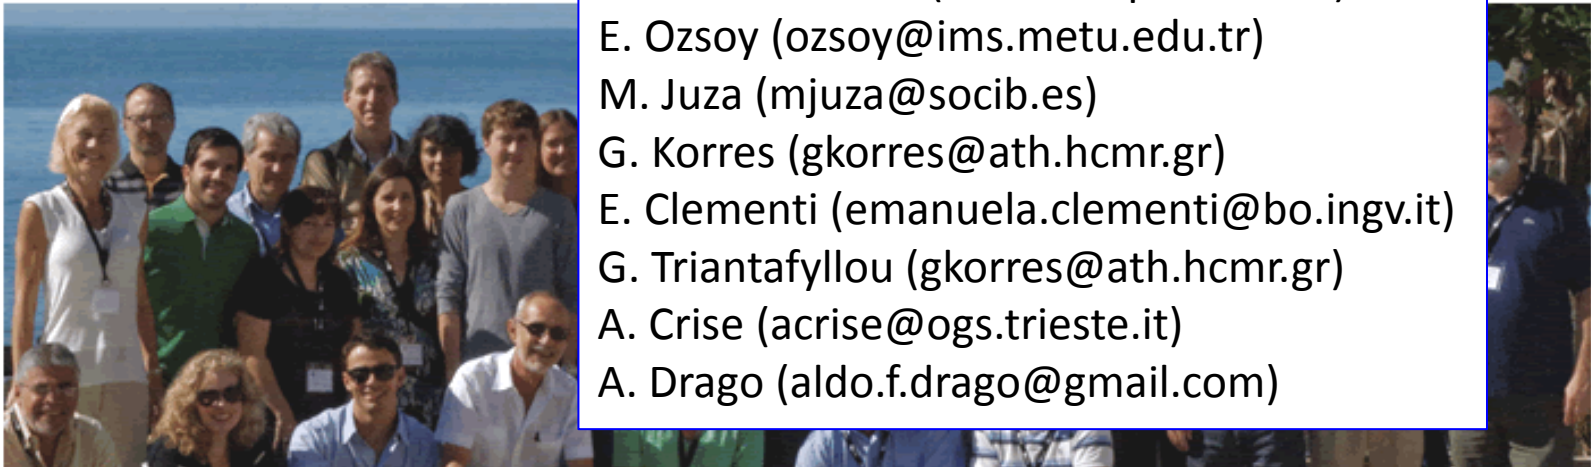 E. Ozsoy (ozsoy@ims.metu.edu.tr)
M. Juza (mjuza@socib.es)
G. Korres (gkorres@ath.hcmr.gr)
E. Clementi (emanuela.clementi@bo.ingv.it)
G. Triantafyllou (gkorres@ath.hcmr.gr)
A. Crise (acrise@ogs.trieste.it)
A. Drago (aldo.f.drago@gmail.com)